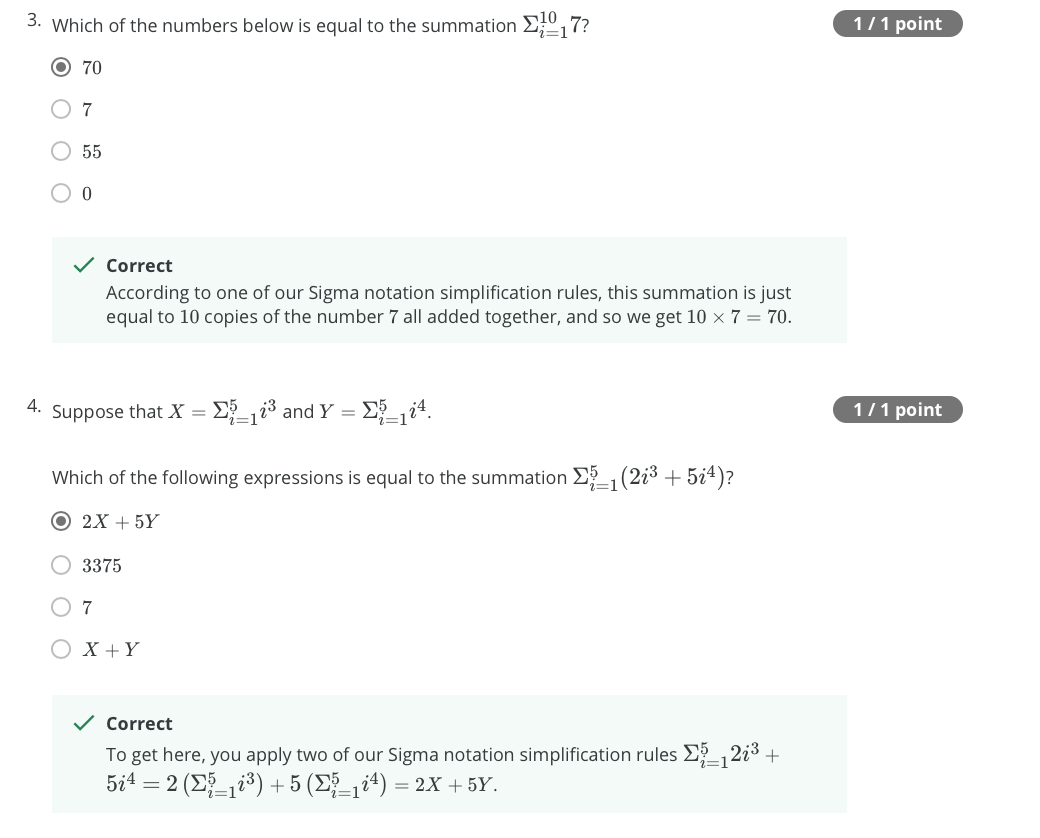 3. Which of the numbers below is equal to the summation $\Sigma_{i=1}^{10} 7$?
1 / 1 point
70
7
55
0
Correct
According to one of our Sigma notation simplification rules, this summation is just
equal to 10 copies of the number 7 all added together, and so we get $10 \times 7 = 70$.
4. Suppose that $X = \Sigma_{i=1}^{5} i^3$ and $Y = \Sigma_{i=1}^{5} i^4$.
1 / 1 point
Which of the following expressions is equal to the summation $\Sigma_{i=1}^{5} (2i^3 + 5i^4)$?
$2X + 5Y$
3375
7
$X + Y$
Correct
To get here, you apply two of our Sigma notation simplification rules $\Sigma_{i=1}^{5} 2i^3 +$
$5i^4 = 2 (\Sigma_{i=1}^{5} i^3) + 5 (\Sigma_{i=1}^{5} i^4) = 2X + 5Y$.